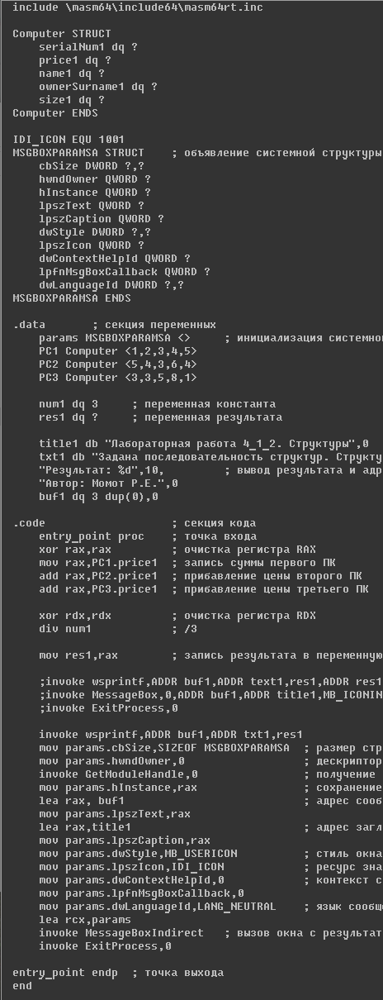 include \masm64\include64\masm64rt.inc
Computer STRUCT
serialNum1 dq ?
price1 dq ?
name1 dq ?
ownerSurname1 dq ?
size1 dq ?
Computer ENDS
IDI_ICON EQU 1001
MSGBOXPARAMSA STRUCT    ; объявление системной структуры
cbSize DWORD ?,?
hwndOwner QWORD ?
hInstance QWORD ?
lpszText QWORD ?
lpszCaption QWORD ?
dwStyle DWORD ?,?
lpszIcon QWORD ?
dwContextHelpId QWORD ?
lpfnMsgBoxCallback QWORD ?
dwLanguageId DWORD ?,?
MSGBOXPARAMSA ENDS
.data       ; секция переменных
params MSGBOXPARAMSA <>     ; инициализация системно
PC1 Computer <1,2,3,4,5>
PC2 Computer <5,4,3,6,4>
PC3 Computer <3,3,5,8,1>
num1 dq 3     ; переменная константа
res1 dq ?     ; переменная результата
title1 db "Лабораторная работа 4_1_2. Структуры",0
txt1 db "Задана последовательность структур. Структу
"Результат: %d",10,         ; вывод результата и адр
"Автор: Момот Р.Е.",0
buf1 dq 3 dup(0),0
.code                   ; секция кода
entry_point proc    ; точка входа
xor rax,rax         ; очистка регистра RAX
mov rax,PC1.price1  ; запись суммы первого ПК
add rax,PC2.price1  ; прибавление цены второго ПК
add rax,PC3.price1  ; прибавление цены третьего ПК
xor rdx,rdx         ; очистка регистра RDX
div num1            ; /3
mov res1,rax        ; запись результата в переменную
;invoke wsprintf,ADDR buf1,ADDR text1,res1,ADDR res1
;invoke MessageBox,0,ADDR buf1,ADDR title1,MB_ICONIN
;invoke ExitProcess,0
invoke wsprintf,ADDR buf1,ADDR txt1,res1
mov params.cbSize,SIZEOF MSGBOXPARAMSA  ; размер стр
mov params.hwndOwner,0                  ; дескриптор
invoke GetModuleHandle,0                ; получение
mov params.hInstance,rax                ; сохранение
lea rax, buf1                           ; адрес сооб
mov params.lpszText,rax
lea rax,title1                          ; адрес загл
mov params.lpszCaption,rax
mov params.dwStyle,MB_USERICON          ; стиль окна
mov params.lpszIcon,IDI_ICON            ; ресурс зна
mov params.dwContextHelpId,0            ; контекст с
mov params.lpfnMsgBoxCallback,0
mov params.dwLanguageId,LANG_NEUTRAL    ; язык сообщ
lea rcx,params
invoke MessageBoxIndirect   ; вызов окна с результат
invoke ExitProcess,0
entry_point endp  ; точка выхода
end